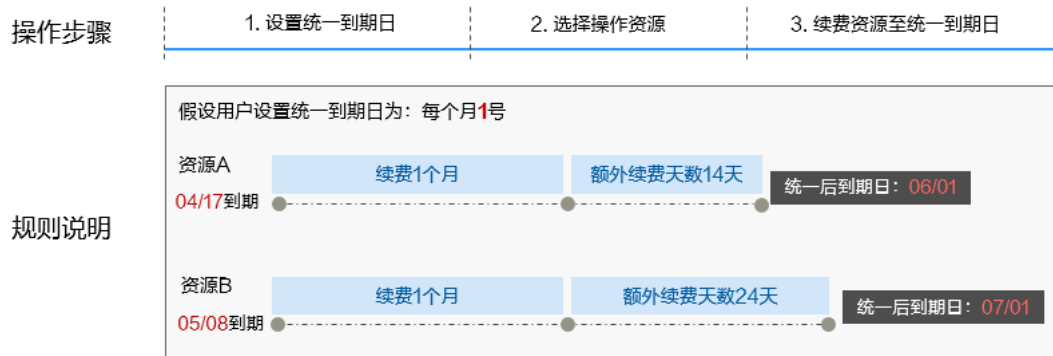 操作步骤
1. 设置统一到期日
2. 选择操作资源
3. 续费资源至统一到期日
规则说明
假设用户设置统一到期日为：每个月1号
资源A
04/17到期
续费1个月
额外续费天数14天
统一后到期日：06/01
资源B
05/08到期
续费1个月
额外续费天数24天
统一后到期日：07/01